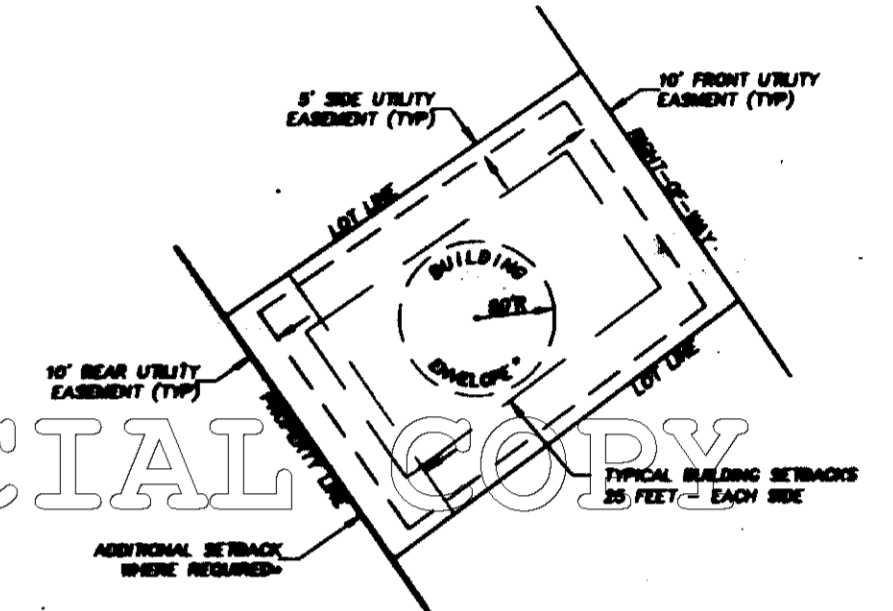 5' SIDE UTILITY
EASEMENT (TYP)
10' FRONT UTILITY
EASMENT (TYP)
LOT LINE
RIGHT-OF-WAY
BUILDING
ENVELOPE*
10' REAR UTILITY
EASEMENT (TYP)
PROPERTY LINE
LOT LINE
CIAL COPY
TYPICAL BUILDING SETBACKS
25 FEET - EACH SIDE
ADDITIONAL SETBACK
WHERE REQUIRED*